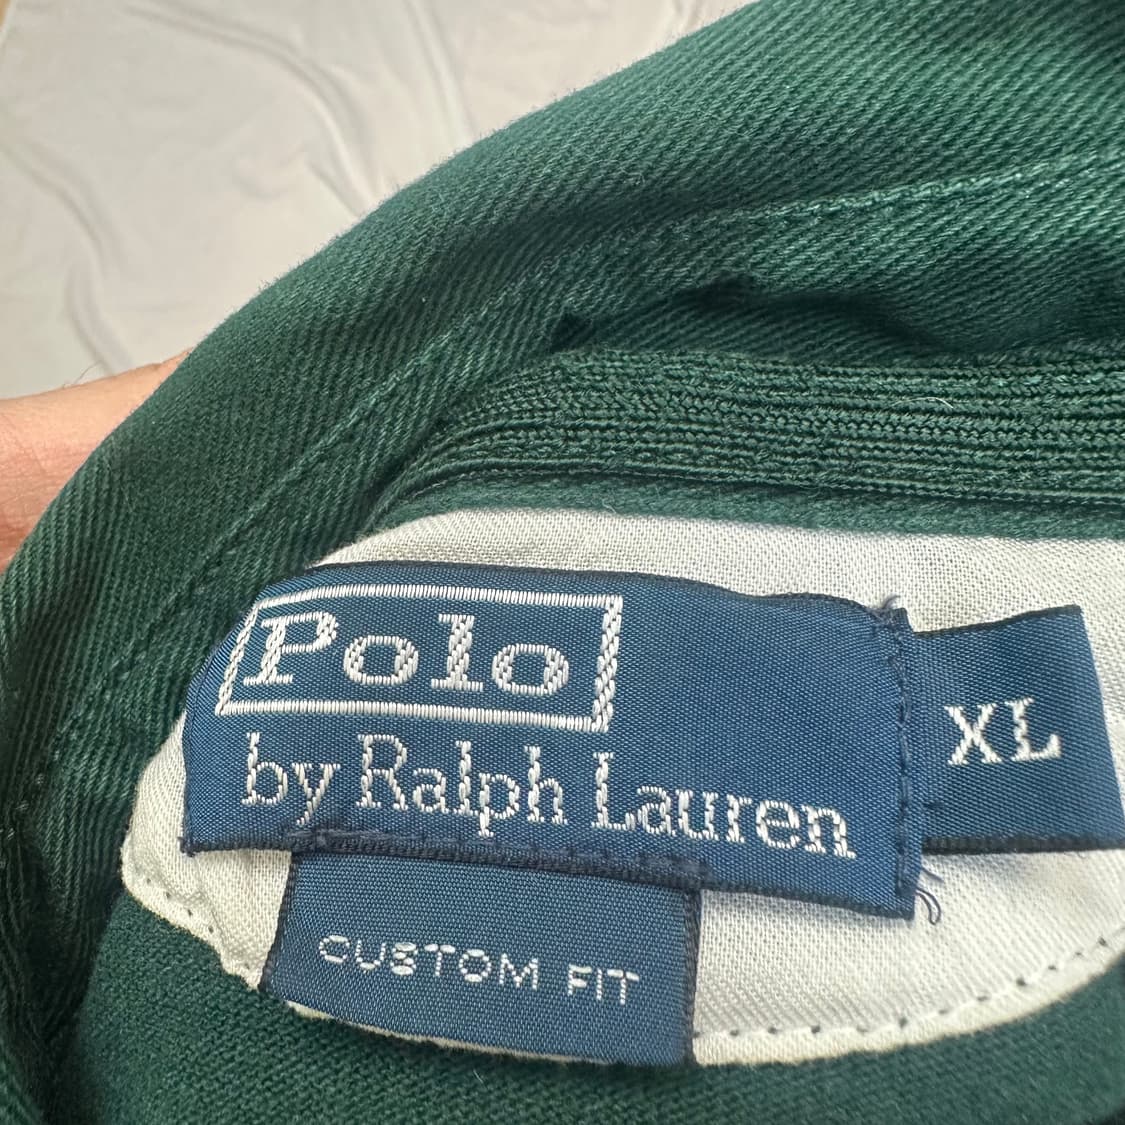 Polo
by Ralph Lauren
XL
CUSTOM FIT